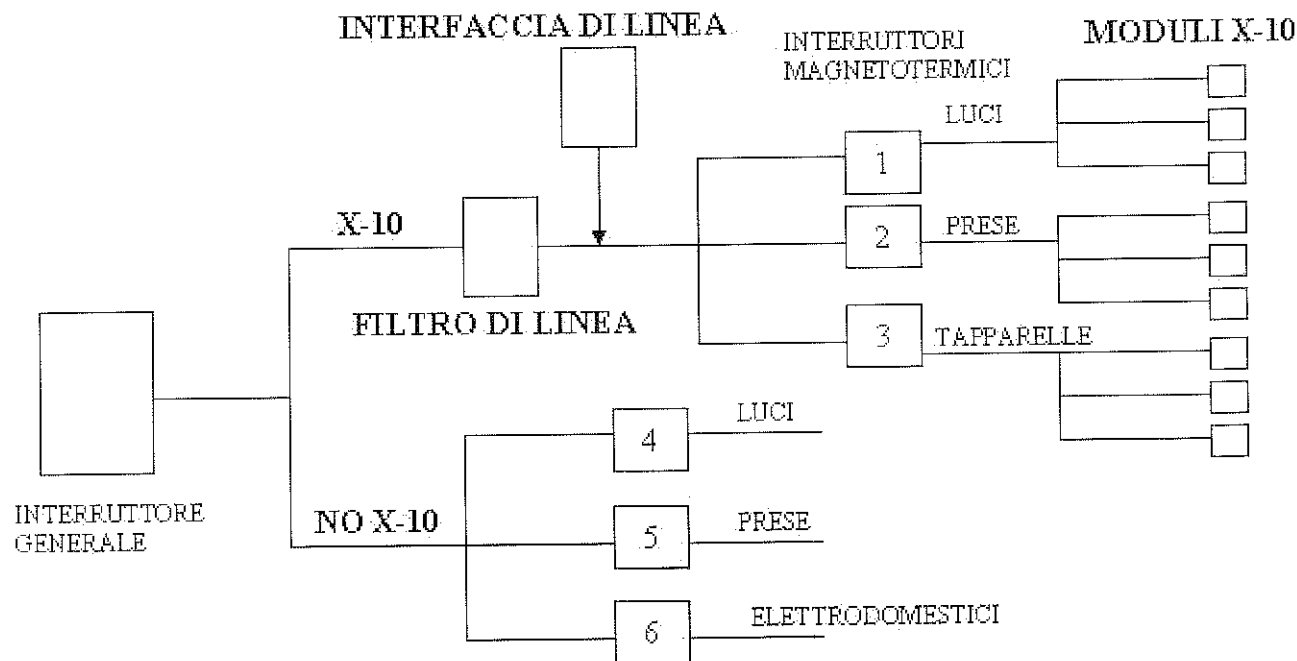 INTERFACCIA DI LINEA
INTERRUTTORI
MAGNETOTERMICI
MODULI X-10
LUCI
1
X-10
2
PRESE
FILTRO DI LINEA
3
TAPPARELLE
INTERRUTTORE
GENERALE
NO X-10
4
LUCI
5
PRESE
6
ELETTRODOMESTICI